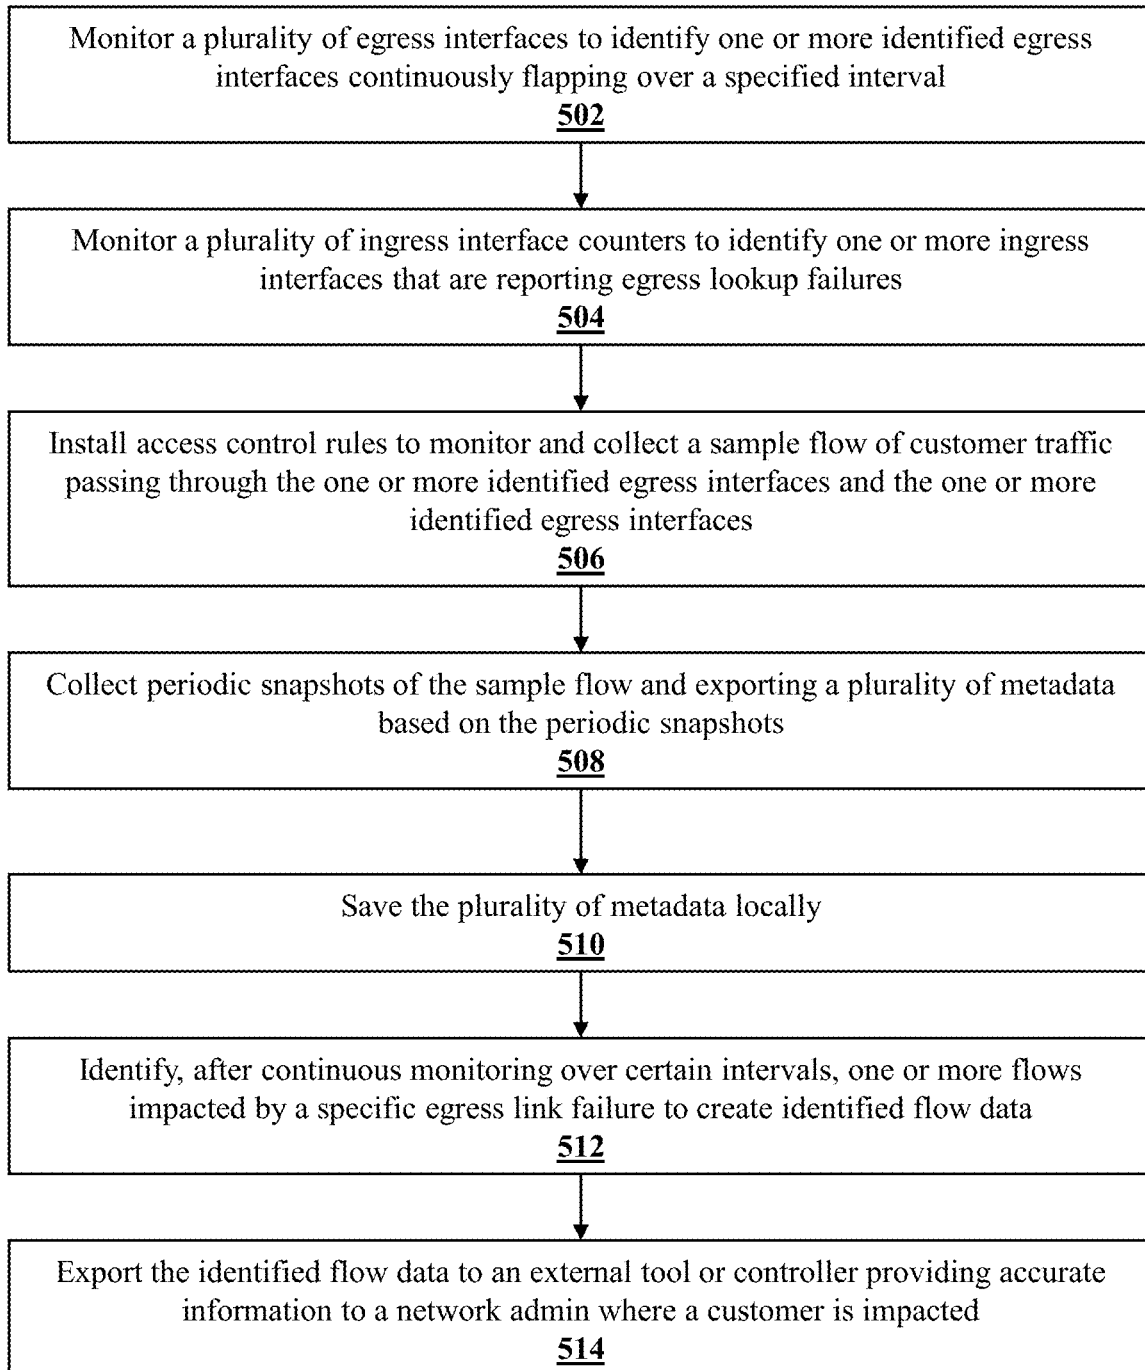 Monitor a plurality of egress interfaces to identify one or more identified egress
interfaces continuously flapping over a specified interval
502
Monitor a plurality of ingress interface counters to identify one or more ingress
interfaces that are reporting egress lookup failures
504
Install access control rules to monitor and collect a sample flow of customer traffic
passing through the one or more identified egress interfaces and the one or more
identified egress interfaces
506
Collect periodic snapshots of the sample flow and exporting a plurality of metadata
based on the periodic snapshots
508
Save the plurality of metadata locally
510
Identify, after continuous monitoring over certain intervals, one or more flows
impacted by a specific egress link failure to create identified flow data
512
Export the identified flow data to an external tool or controller providing accurate
information to a network admin where a customer is impacted
514